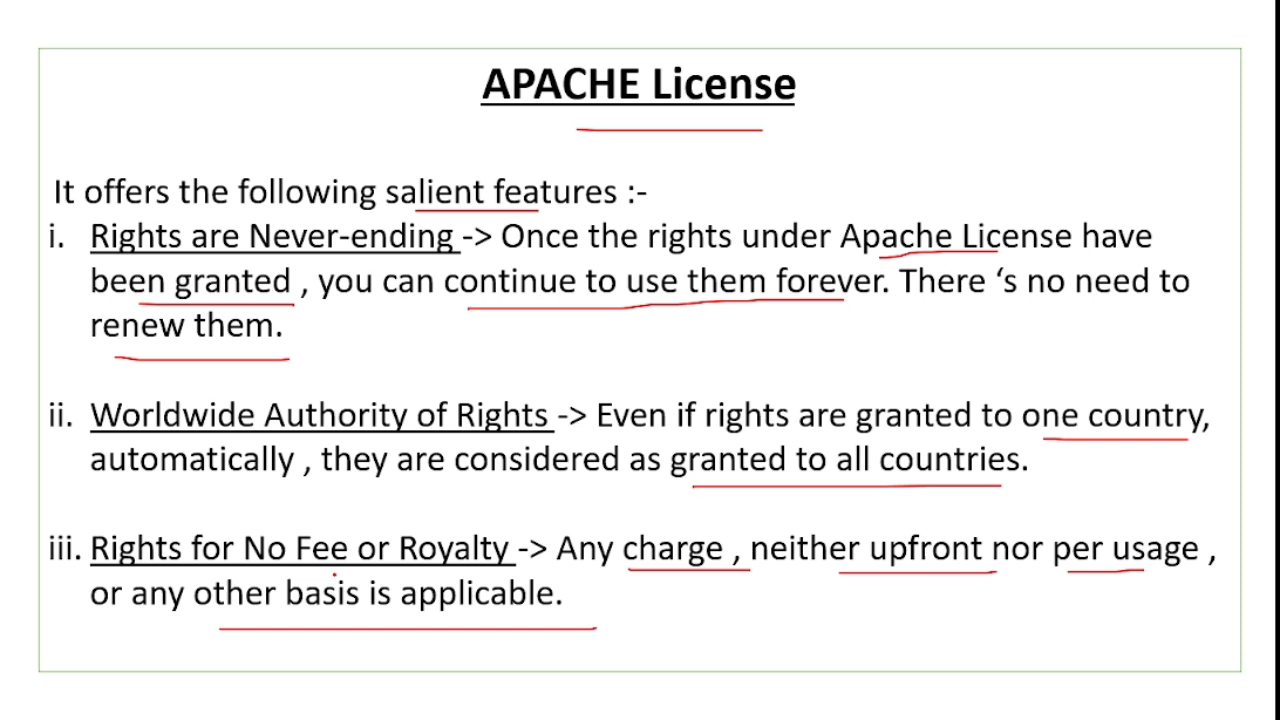 APACHE License
It offers the following salient features :-
i. Rights are Never-ending -> Once the rights under Apache License have
been granted , you can continue to use them forever. There ‘s no need to
renew them.
ii. Worldwide Authority of Rights -> Even if rights are granted to one country,
automatically , they are considered as granted to all countries.
iii. Rights for No Fee or Royalty -> Any charge , neither upfront nor per usage ,
or any other basis is applicable.